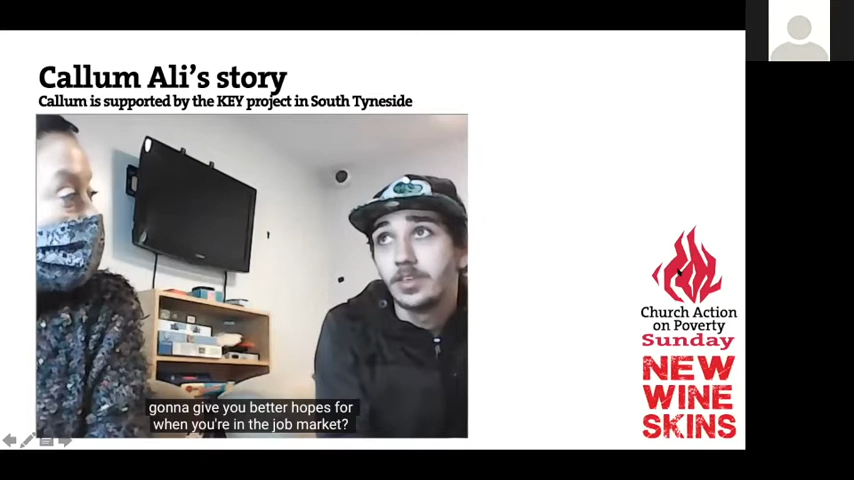 Callum Ali's story
Callum is supported by the KEY project in South Tyneside
gonna give you better hopes for
when you're in the job market?
Church Action
on Poverty
Sunday
NEW
WINE
SKINS